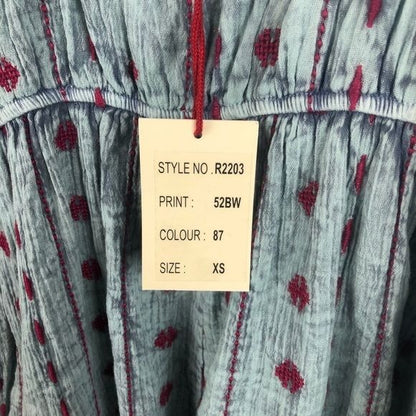 STYLE NO . R2203
PRINT : 52BW
COLOUR : 87
SIZE : XS